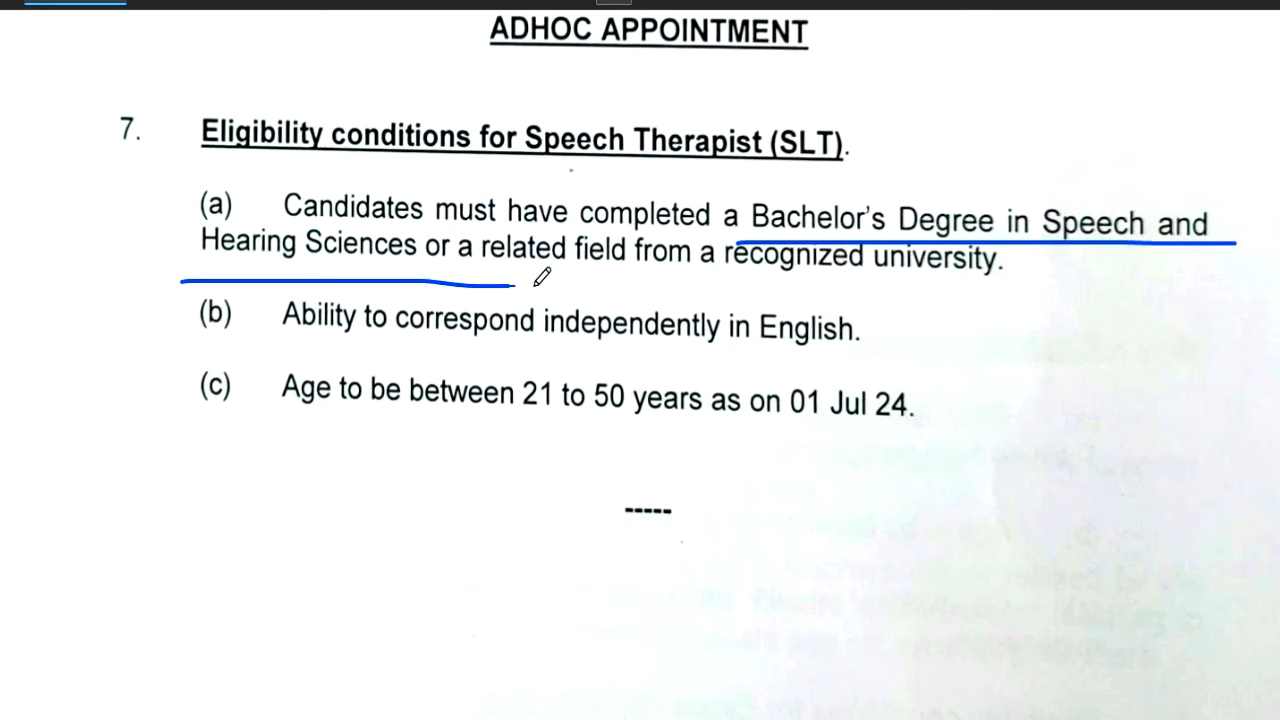 ADHOC APPOINTMENT
7. Eligibility conditions for Speech Therapist (SLT).
(a) Candidates must have completed a Bachelor's Degree in Speech and
Hearing Sciences or a related field from a recognized university.
(b) Ability to correspond independently in English.
(c) Age to be between 21 to 50 years as on 01 Jul 24.
-----